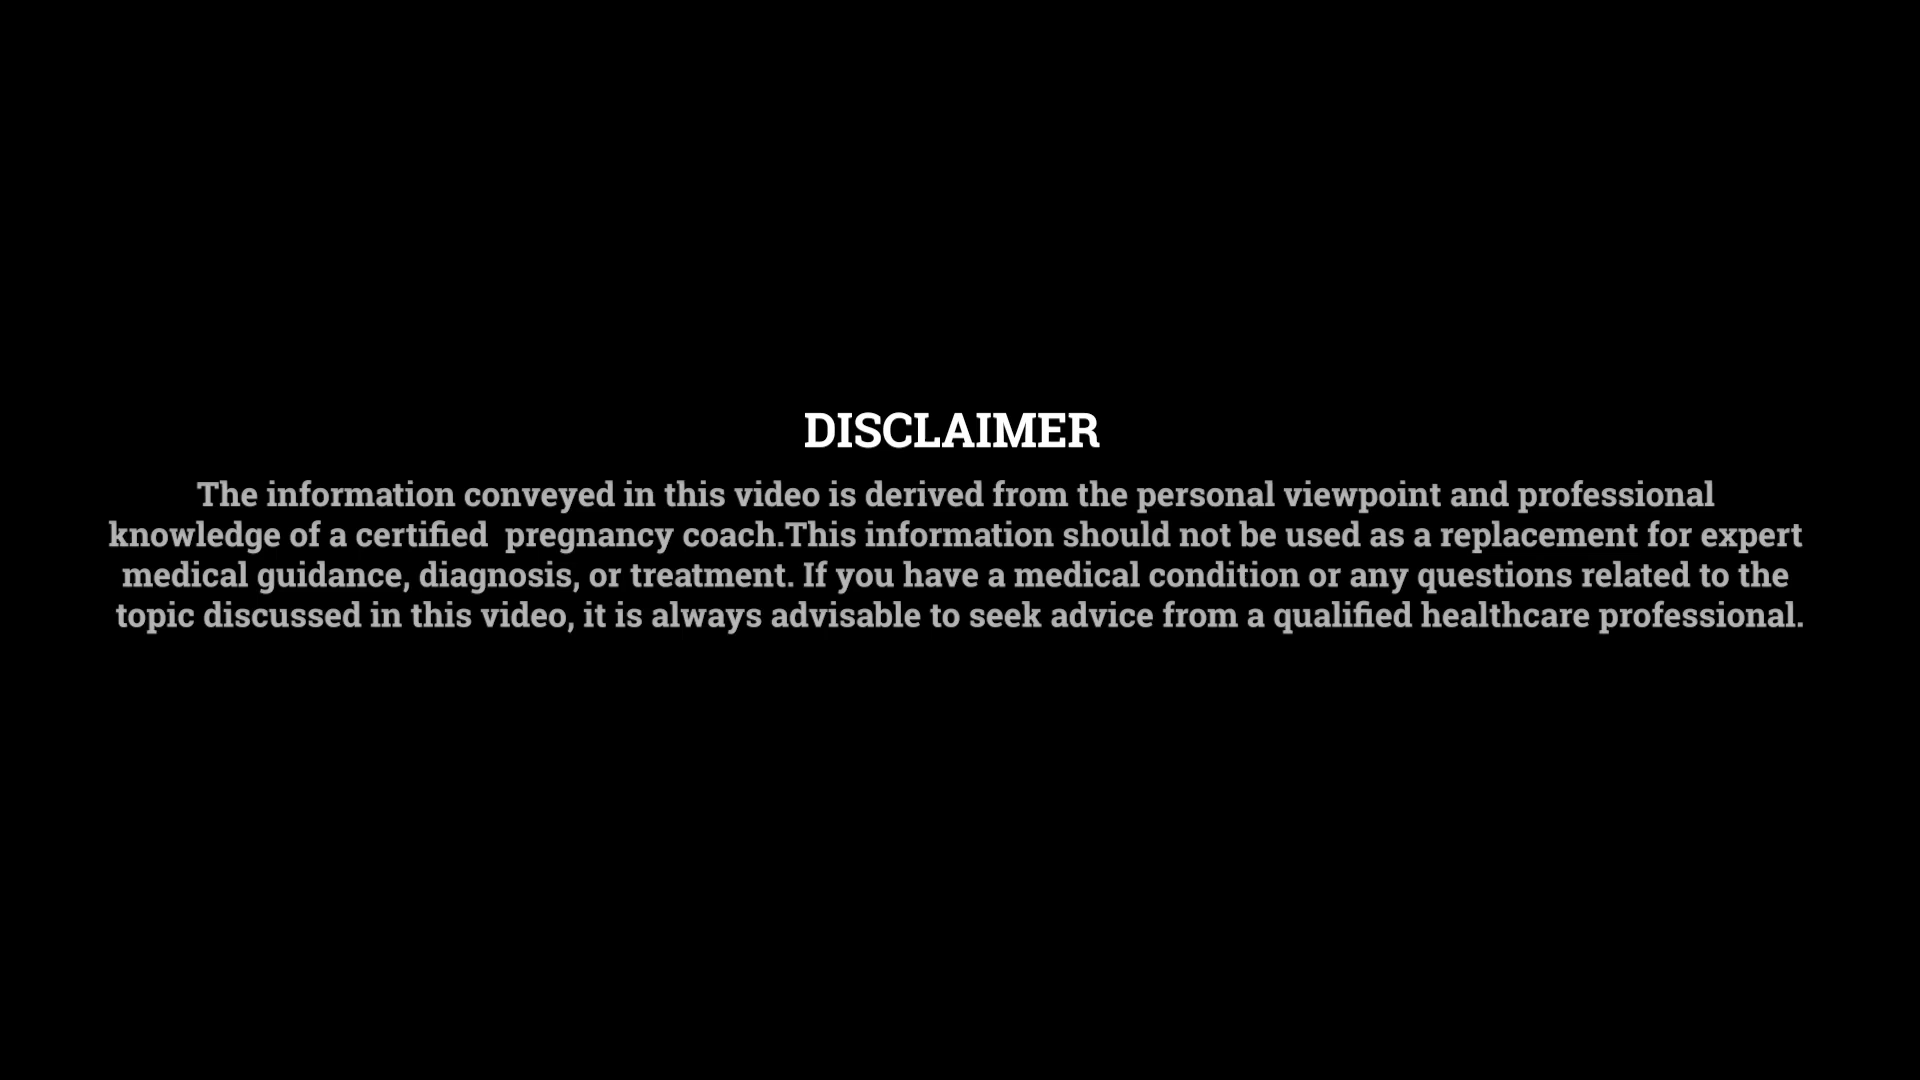 DISCLAIMER
The information conveyed in this video is derived from the personal viewpoint and professional
knowledge of a certified  pregnancy coach.This information should not be used as a replacement for expert
medical guidance, diagnosis, or treatment. If you have a medical condition or any questions related to the
topic discussed in this video, it is always advisable to seek advice from a qualified healthcare professional.